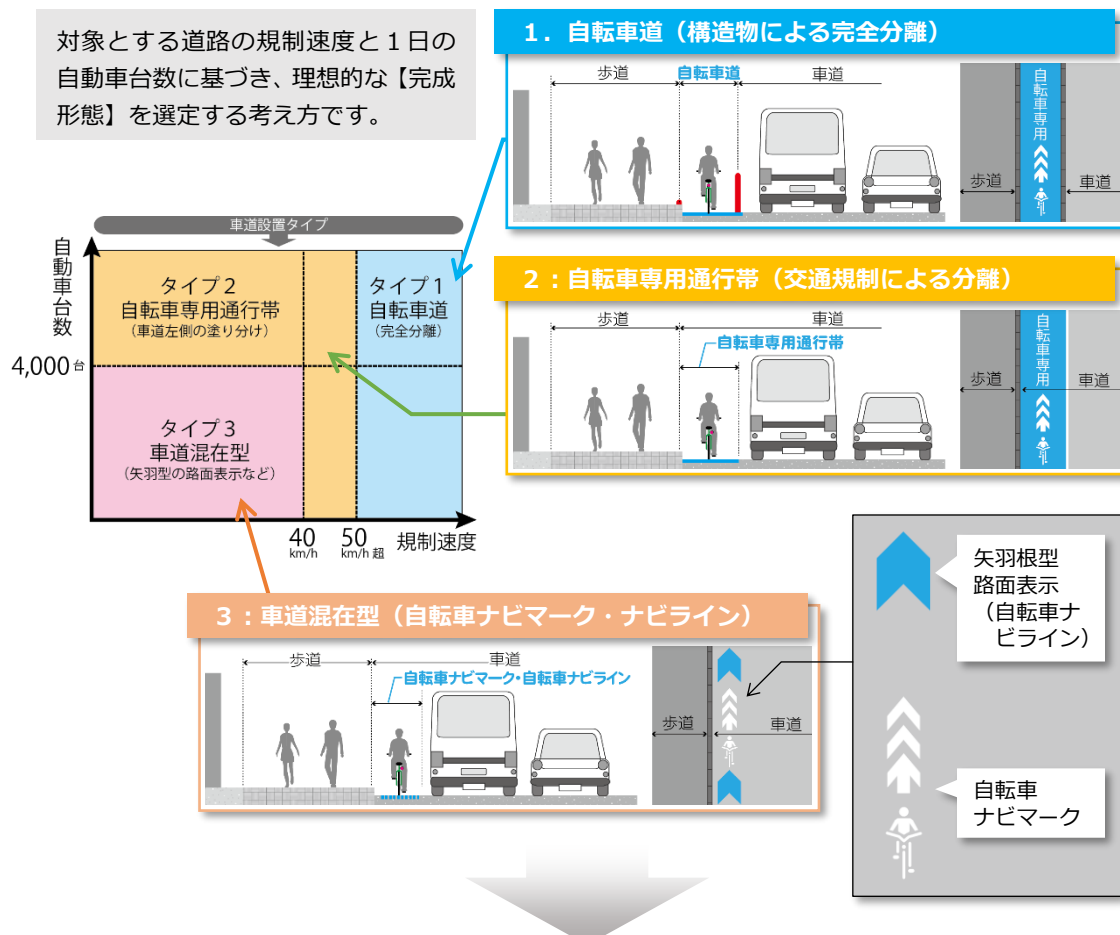 対象とする道路の規制速度と１日の
自動車台数に基づき、理想的な【完成
形態】を選定する考え方です。
１．自転車道（構造物による完全分離）
歩道
自転車道
車道
自転車専用
歩道
車道
車道設置タイプ
自動車台数
タイプ２
自転車専用通行帯
（車道左側の塗り分け）
タイプ１
自転車道
（完全分離）
4,000台
タイプ３
車道混在型
（矢羽型の路面表示など）
40
km/h
50
km/h 超
規制速度
２：自転車専用通行帯（交通規制による分離）
歩道
車道
自転車専用通行帯
自転車専用
歩道
車道
３：車道混在型（自転車ナビマーク・ナビライン）
歩道
車道
自転車ナビマーク・自転車ナビライン
歩道
車道
矢羽根型
路面表示
（自転車ナ
ビライン）
自転車
ナビマーク